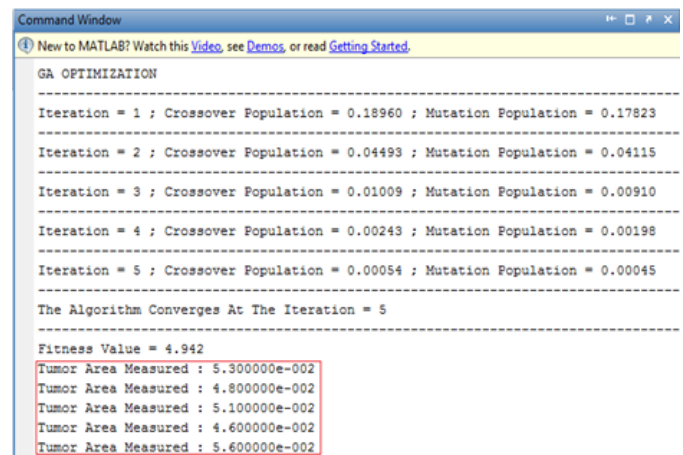 Command Window
New to MATLAB? Watch this Video, see Demos, or read Getting Started.
GA OPTIMIZATION
--------------------------------------------------------------------------------
Iteration = 1 ; Crossover Population = 0.18960 ; Mutation Population = 0.17823
--------------------------------------------------------------------------------
Iteration = 2 ; Crossover Population = 0.04493 ; Mutation Population = 0.04115
--------------------------------------------------------------------------------
Iteration = 3 ; Crossover Population = 0.01009 ; Mutation Population = 0.00910
--------------------------------------------------------------------------------
Iteration = 4 ; Crossover Population = 0.00243 ; Mutation Population = 0.00198
--------------------------------------------------------------------------------
Iteration = 5 ; Crossover Population = 0.00054 ; Mutation Population = 0.00045
--------------------------------------------------------------------------------
The Algorithm Converges At The Iteration = 5
--------------------------------------------------------------------------------
Fitness Value = 4.942
Tumor Area Measured : 5.300000e-002
Tumor Area Measured : 4.800000e-002
Tumor Area Measured : 5.100000e-002
Tumor Area Measured : 4.600000e-002
Tumor Area Measured : 5.600000e-002